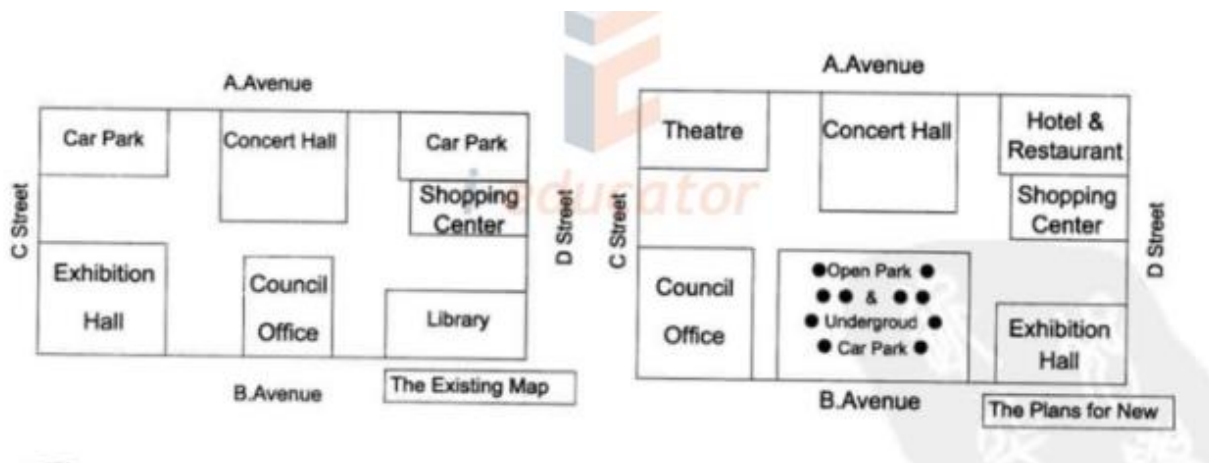 A.Avenue
Car Park
Concert Hall
Car Park
Shopping
Center
C Street
D Street
Exhibition
Hall
Council
Office
Library
B.Avenue
The Existing Map
A.Avenue
Theatre
Concert Hall
Hotel &
Restaurant
Shopping
Center
C Street
D Street
Council
Office
Open Park
&
Undergroud
Car Park
Exhibition
Hall
B.Avenue
The Plans for New
educator